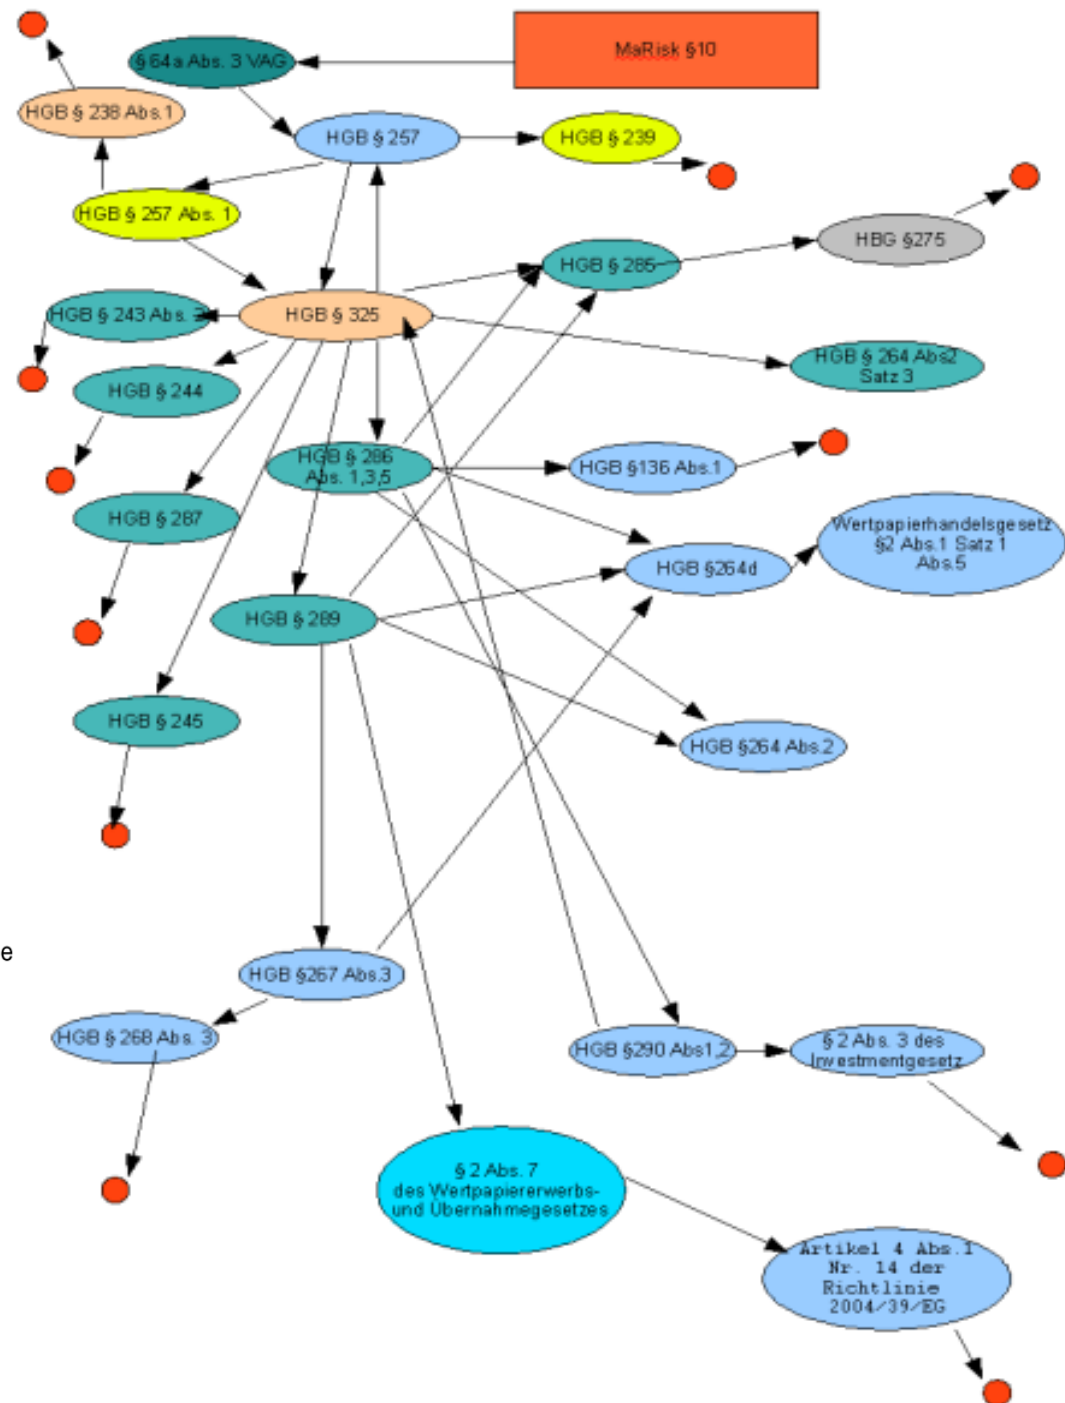 MaRisk §10
§ 64a Abs. 3 VAG
HGB § 238 Abs.1
HGB § 257
HGB § 239
HGB § 257 Abs. 1
HBG §275
HGB § 285
HGB § 243 Abs.
HGB § 325
HGB § 264 Abs2
Satz 3
HGB § 244
HGB § 286
Abs. 1,3,5
HGB §136 Abs.1
HGB § 287
Wertpapierhandelsgesetz
§2 Abs.1 Satz 1
Abs.5
HGB §264d
HGB § 289
HGB § 245
HGB §264 Abs.2
e
HGB §267 Abs.3
HGB § 268 Abs. 3
HGB §290 Abs1,2
§ 2 Abs. 3 des
Investmentgesetz
§ 2 Abs. 7
des Wertpapiererwerbs-
und Übernahmegesetzes
Artikel 4 Abs.1
Nr. 14 der
Richtlinie
2004/39/EG